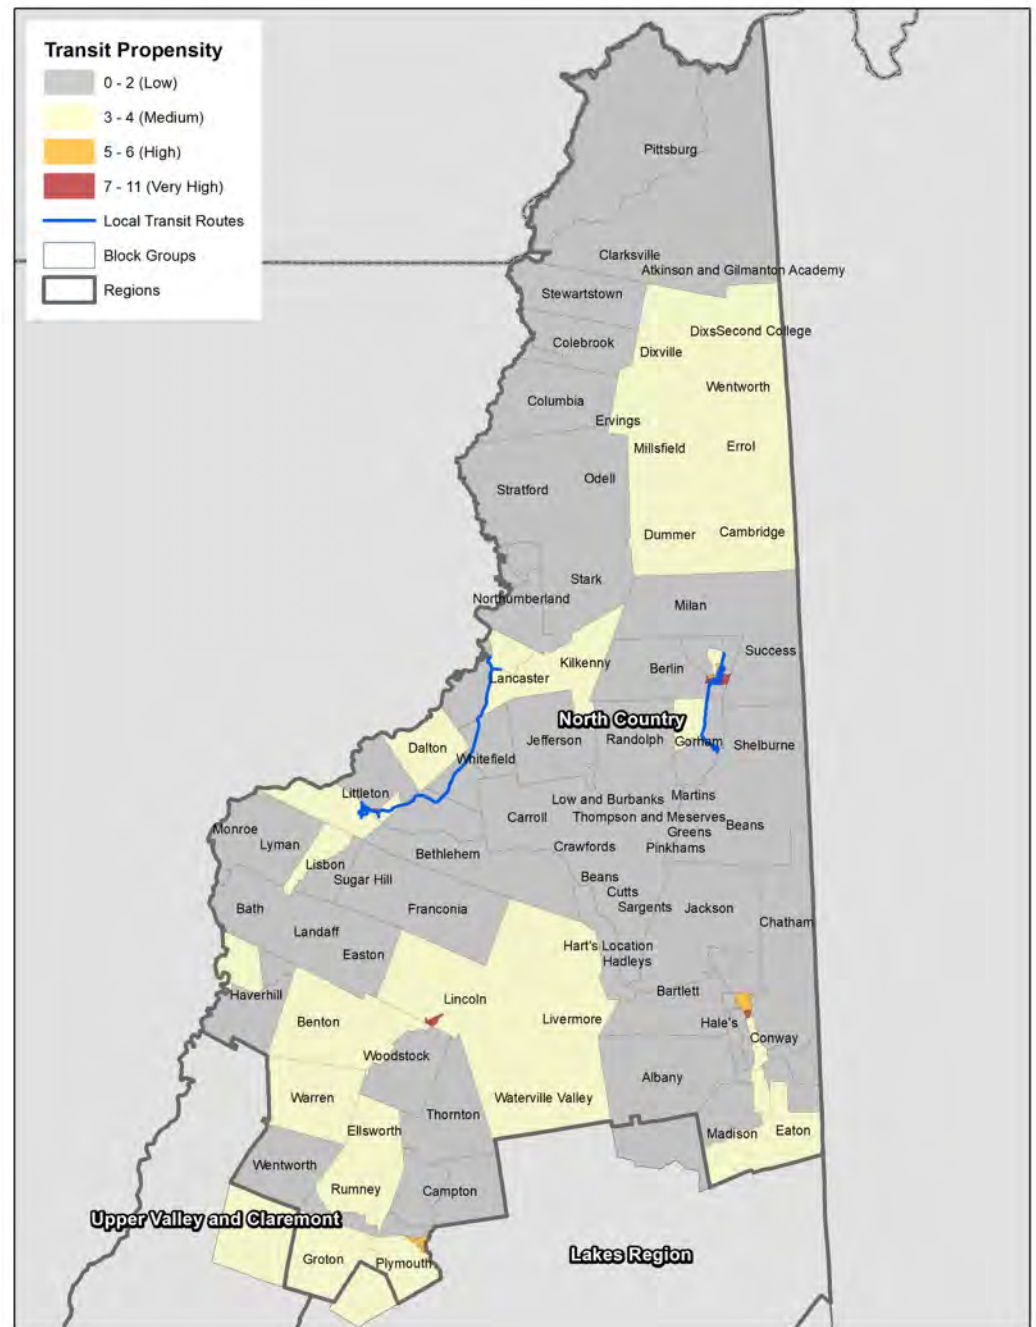 Transit Propensity
0 - 2 (Low)
3 - 4 (Medium)
5 - 6 (High)
7 - 11 (Very High)
Local Transit Routes
Block Groups
Regions
Pittsburg
Clarksville
Atkinson and Gilmanton Academy
Stewartstown
DixsSecond College
Colebrook
Dixville
Wentworth
Columbia
Ervings
Millsfield
Errol
Odell
Stratford
Dummer
Cambridge
Stark
Northumberland
Milan
Success
Kilkenny
Berlin
Lancaster
North Country
Jefferson
Randolph
Gorham
Shelburne
Dalton
Whitefield
Littleton
Low and Burbanks
Martins
Carroll
Thompson and Meserves
Beans
Monroe
Greens
Lyman
Crawfords
Pinkhams
Bethlehem
Lisbon
Sugar Hill
Beans
Cutts
Bath
Franconia
Sargents
Jackson
Chatham
Landaff
Easton
Hart's Location
Hadleys
Haverhill
Lincoln
Bartlett
Benton
Livermore
Hale's
Conway
Woodstock
Albany
Warren
Waterville Valley
Thornton
Ellsworth
Madison
Eaton
Wentworth
Rumney
Campton
Upper Valley and Claremont
Lakes Region
Groton
Plymouth